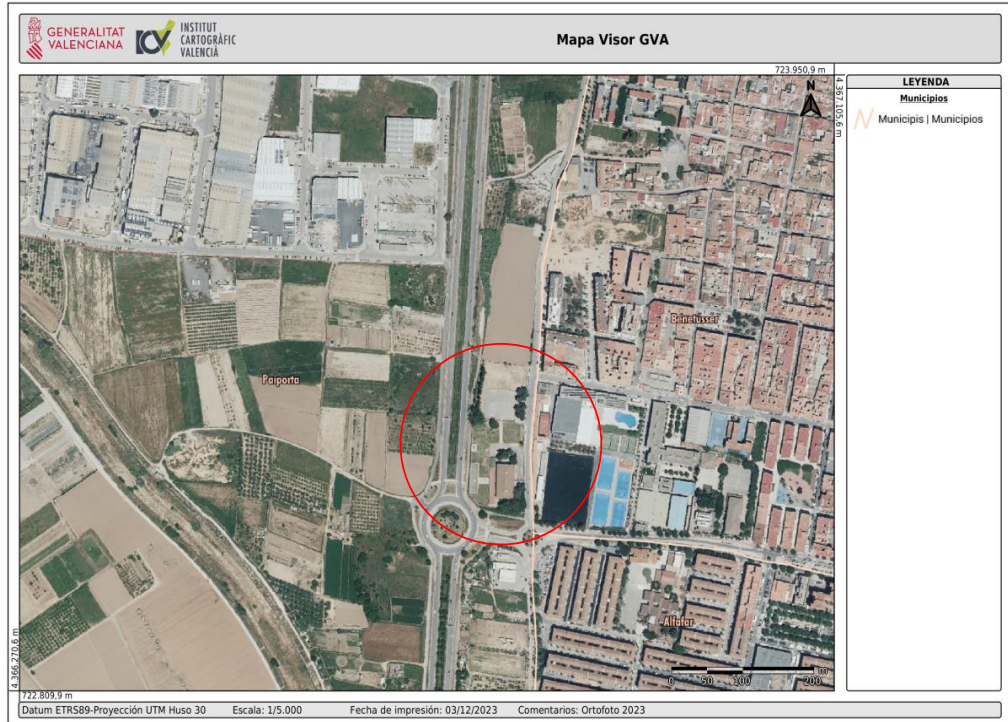 GENERALITAT
VALENCIANA
INSTITUT
CARTOGRÀFIC
VALENCIÀ
Mapa Visor GVA
723.950,9 m
4.367.105,6 m
N
LEYENDA
Municipios
Municipis | Municipios
Benetússer
Paiporta
Alfafar
m
0 50 100 200
4.366.270,6 m
722.809,9 m
Datum ETRS89-Proyección UTM Huso 30 Escala: 1/5.000 Fecha de impresión: 03/12/2023 Comentarios: Ortofoto 2023